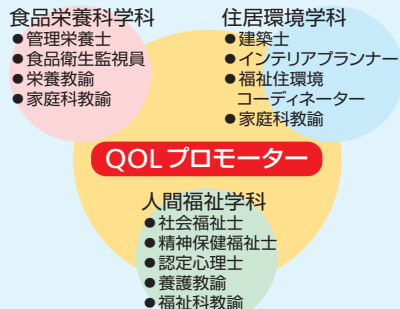 食品栄養科学科
●管理栄養士
●食品衛生監視員
●栄養教諭
●家庭科教諭
住居環境学科
●建築士
●インテリアプランナー
●福祉住環境
コーディネーター
●家庭科教諭
QOLプロモーター
人間福祉学科
●社会福祉士
●精神保健福祉士
●認定心理士
●養護教諭
●福祉科教諭